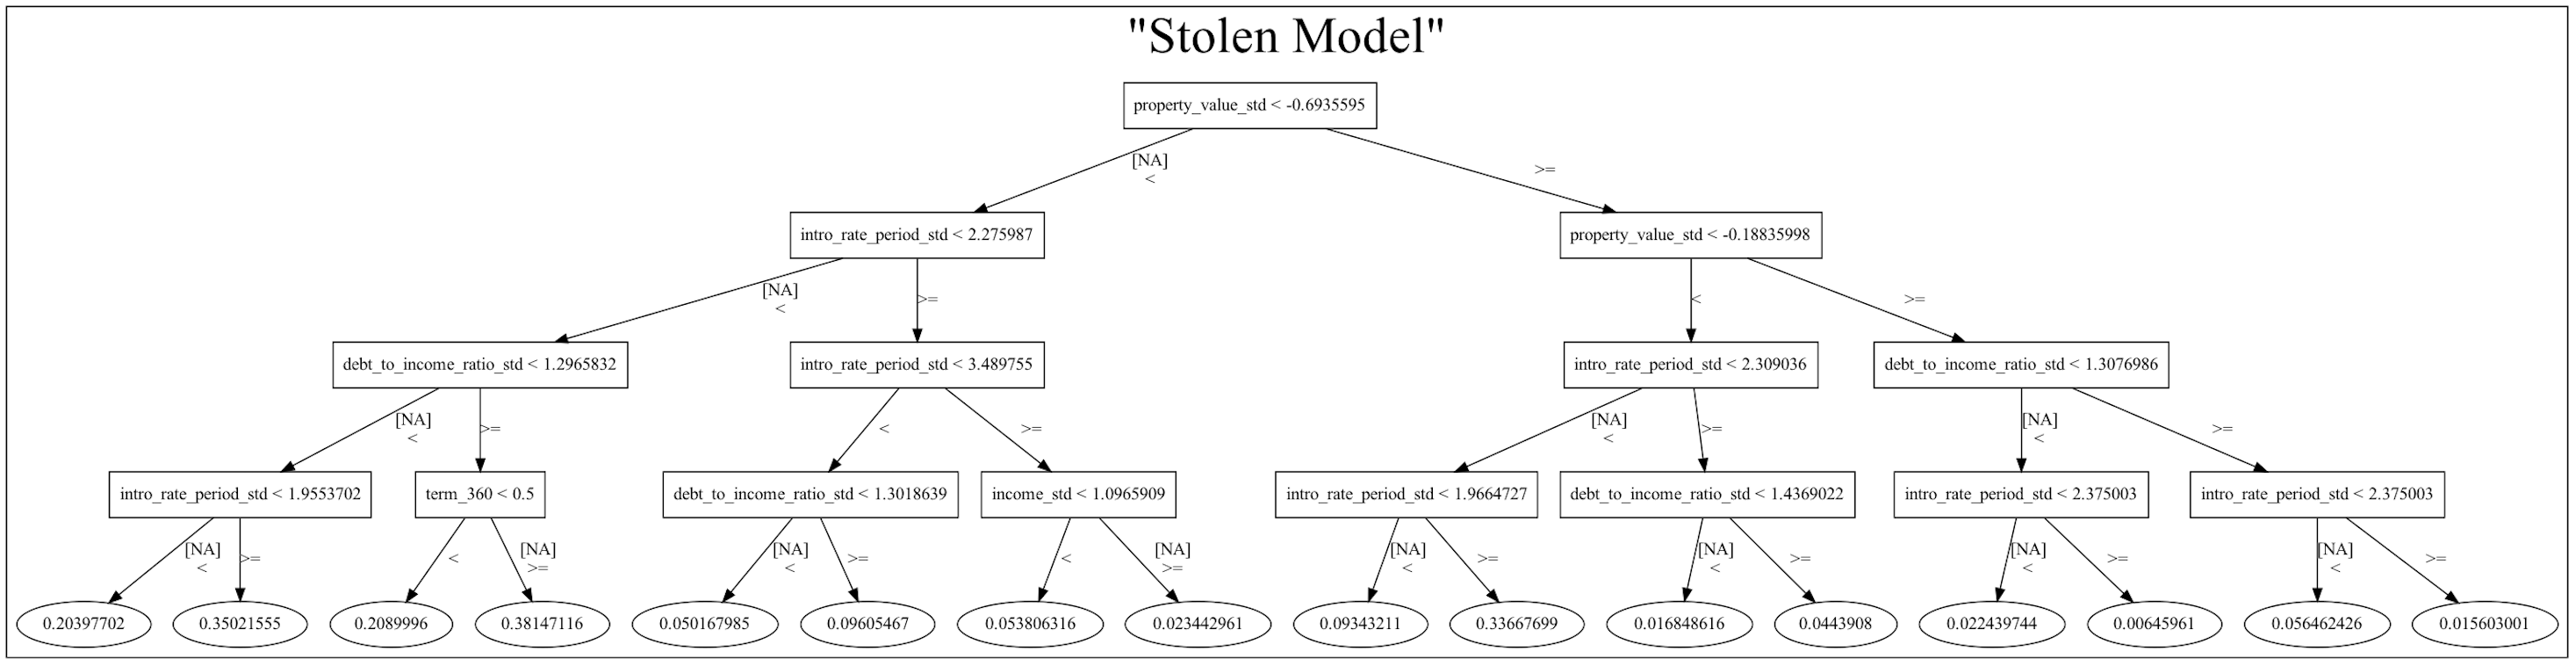 "Stolen Model"
property_value_std < -0.6935595
[NA]
<
>=
intro_rate_period_std < 2.275987
property_value_std < -0.18835998
[NA]
<
>=
<
>=
debt_to_income_ratio_std < 1.2965832
intro_rate_period_std < 3.489755
intro_rate_period_std < 2.309036
debt_to_income_ratio_std < 1.3076986
[NA]
<
>=
<
>=
[NA]
<
>=
[NA]
<
>=
intro_rate_period_std < 1.9553702
term_360 < 0.5
debt_to_income_ratio_std < 1.3018639
income_std < 1.0965909
intro_rate_period_std < 1.9664727
debt_to_income_ratio_std < 1.4369022
intro_rate_period_std < 2.375003
intro_rate_period_std < 2.375003
[NA]
<
>=
<
[NA]
>=
[NA]
<
>=
<
[NA]
>=
[NA]
<
>=
[NA]
<
>=
[NA]
<
>=
[NA]
<
>=
0.20397702
0.35021555
0.2089996
0.38147116
0.050167985
0.09605467
0.053806316
0.023442961
0.09343211
0.33667699
0.016848616
0.0443908
0.022439744
0.00645961
0.056462426
0.015603001